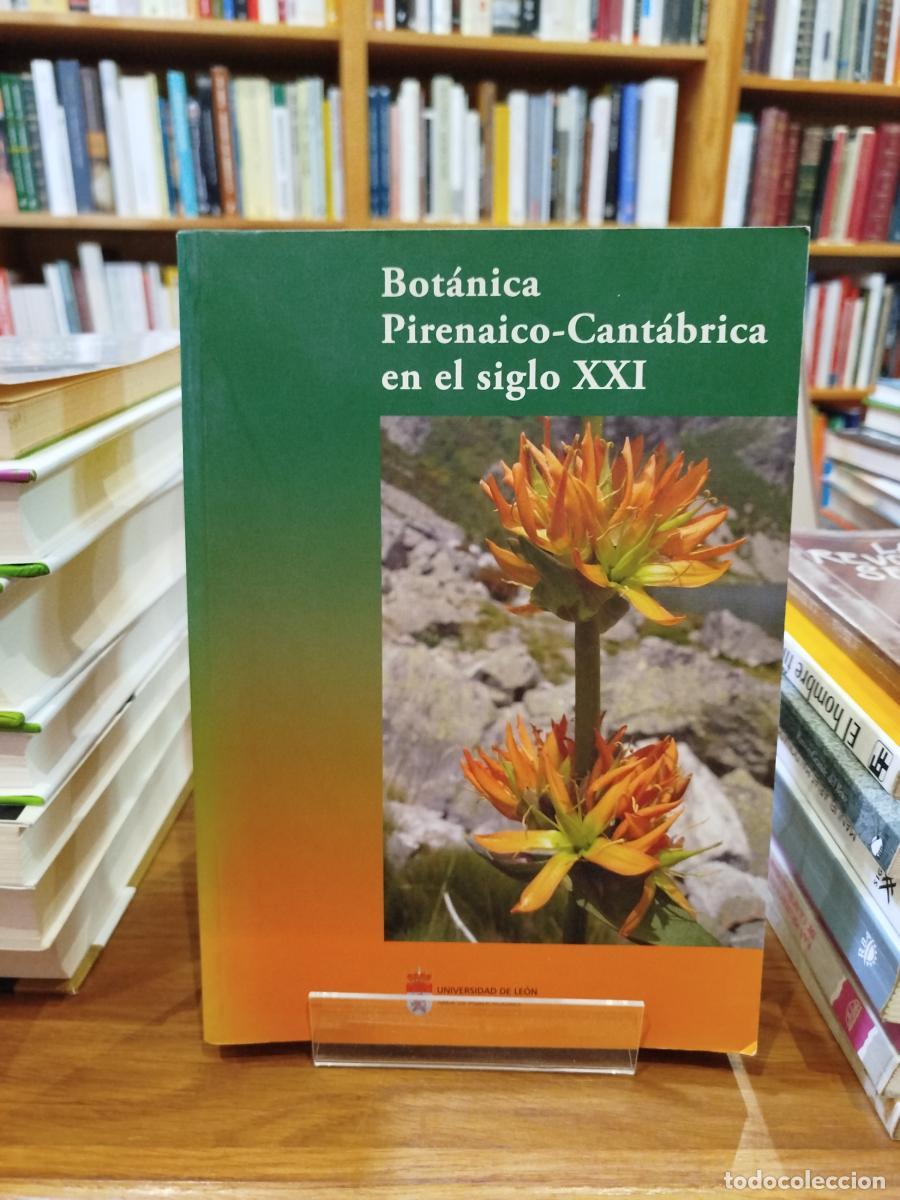 Botánica
Pirenaico-Cantábrica
en el siglo XXI
UNIVERSIDAD DE LEÓN
El hombre
todocoleccion